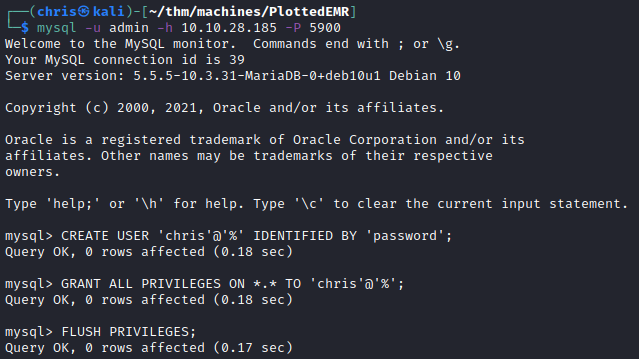 ┌──(chris㉿kali)-[~/thm/machines/PlottedEMR]
└─$ mysql -u admin -h 10.10.28.185 -P 5900
Welcome to the MySQL monitor.  Commands end with ; or \g.
Your MySQL connection id is 39
Server version: 5.5.5-10.3.31-MariaDB-0+deb10u1 Debian 10

Copyright (c) 2000, 2021, Oracle and/or its affiliates.

Oracle is a registered trademark of Oracle Corporation and/or its
affiliates. Other names may be trademarks of their respective
owners.

Type 'help;' or '\h' for help. Type '\c' to clear the current input statement.

mysql> CREATE USER 'chris'@'%' IDENTIFIED BY 'password';
Query OK, 0 rows affected (0.18 sec)

mysql> GRANT ALL PRIVILEGES ON *.* TO 'chris'@'%';
Query OK, 0 rows affected (0.18 sec)

mysql> FLUSH PRIVILEGES;
Query OK, 0 rows affected (0.17 sec)